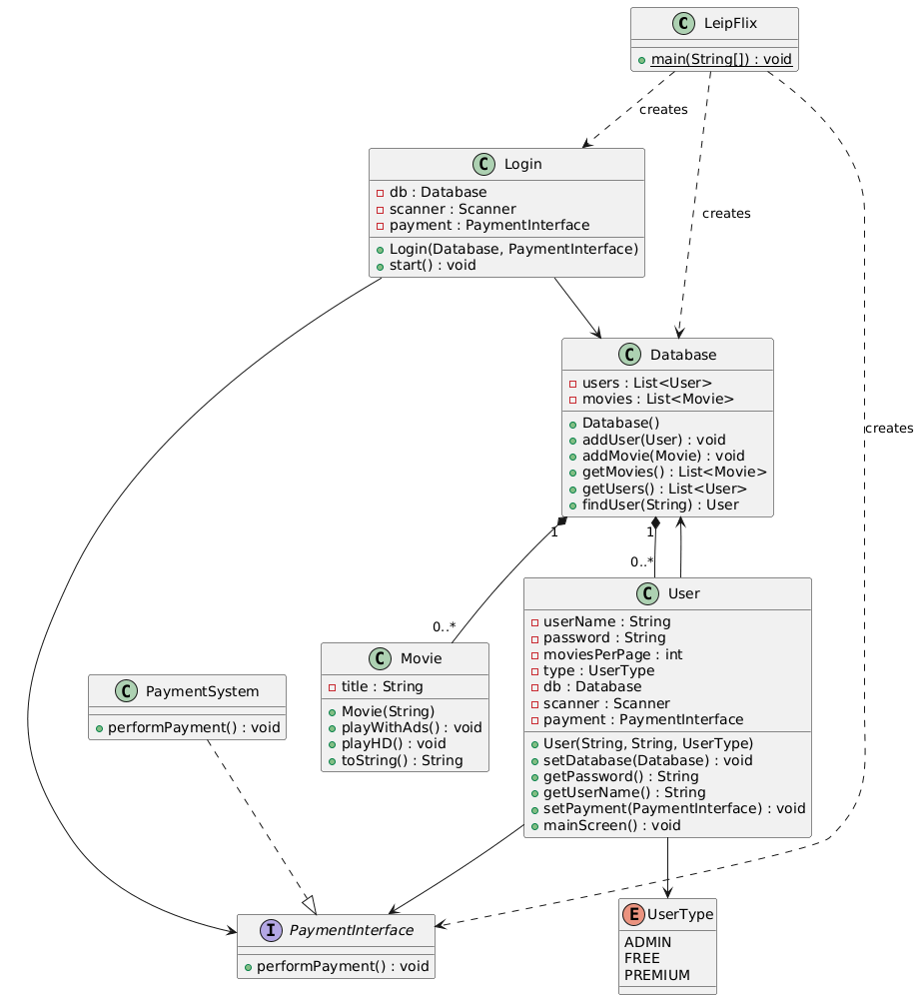 LeipFlix
main(String[]) : void
creates
creates
creates
Login
db : Database
scanner : Scanner
payment : PaymentInterface
Login(Database, PaymentInterface)
start() : void
Database
users : List<User>
movies : List<Movie>
Database()
addUser(User) : void
addMovie(Movie) : void
getMovies() : List<Movie>
getUsers() : List<User>
findUser(String) : User
1
1
0..*
0..*
User
userName : String
password : String
moviesPerPage : int
type : UserType
db : Database
scanner : Scanner
payment : PaymentInterface
User(String, String, UserType)
setDatabase(Database) : void
getPassword() : String
getUserName() : String
setPayment(PaymentInterface) : void
mainScreen() : void
Movie
title : String
Movie(String)
playWithAds() : void
playHD() : void
toString() : String
PaymentSystem
performPayment() : void
PaymentInterface
performPayment() : void
UserType
ADMIN
FREE
PREMIUM
C
C
C
C
C
C
I
E